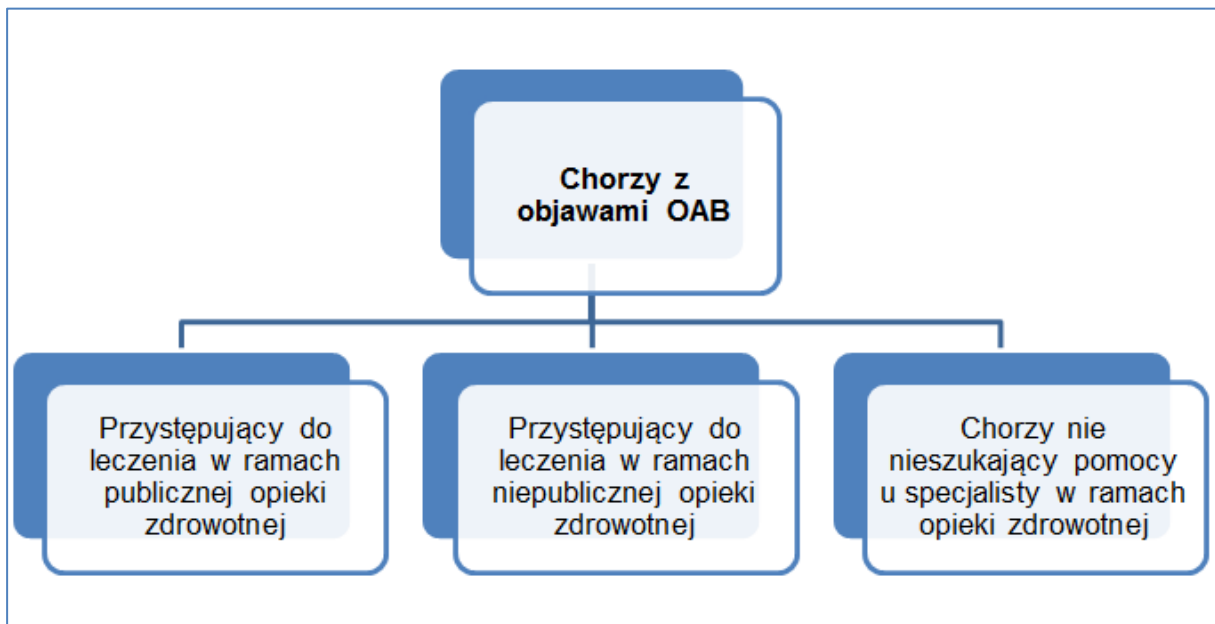 Chorzy z
objawami OAB
Przystępujący do
leczenia w ramach
publicznej opieki
zdrowotnej
Przystępujący do
leczenia w ramach
niepublicznej opieki
zdrowotnej
Chorzy nie
nieszukający pomocy
u specjalisty w ramach
opieki zdrowotnej